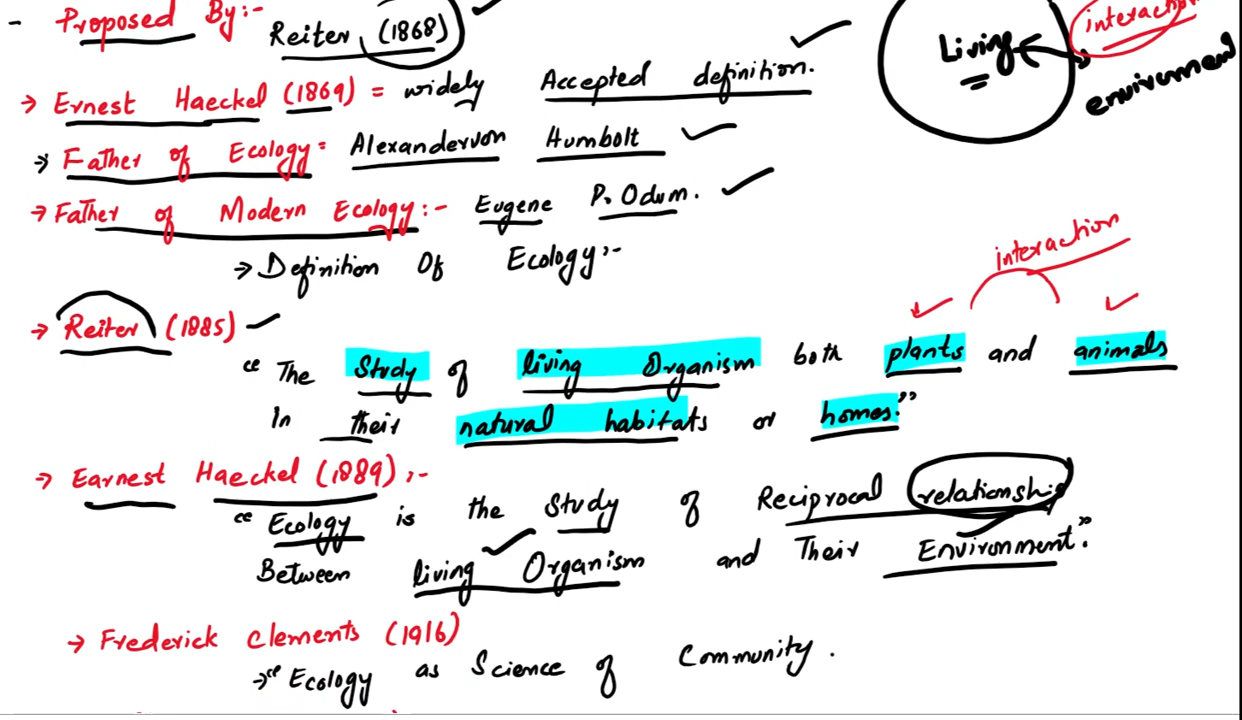 - Proposed By:- Reiter (1868)
interaction
Living
environment
→ Ernest Haeckel (1869) = widely Accepted definition.
→ Father of Ecology= Alexandervon Humbolt
→ Father of Modern Ecology:- Eugene P. Odum.
→ Definition Of Ecology:-
interaction
→ Reiter (1885)
"The Study of living Organism both plants and animals
In their natural habitats or homes."
→ Earnest Haeckel (1889):-
"Ecology is the Study of Reciprocal relationship
Between living Organism and Their Environment."
→ Frederick Clements (1916)
→" Ecology as Science of Community.